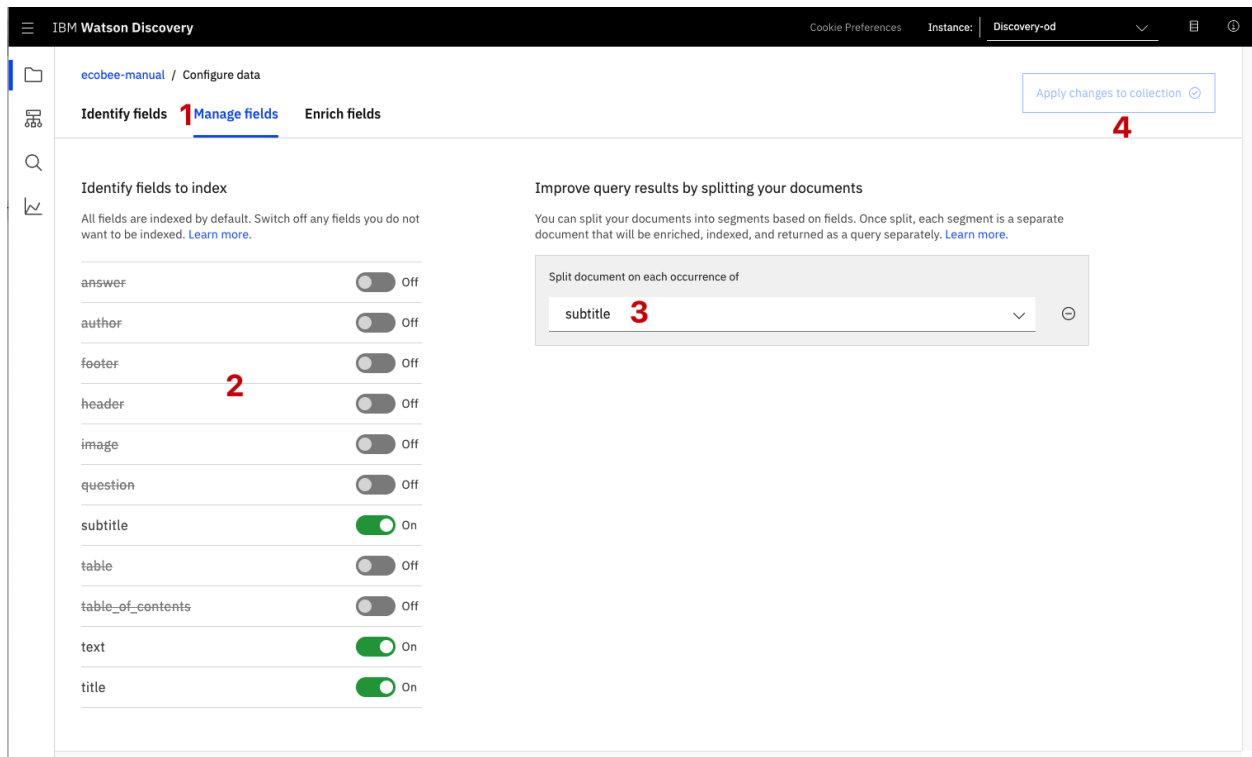 IBM Watson Discovery Cookie Preferences Instance: Discovery-od
ecobee-manual / Configure data
Apply changes to collection
Identify fields 1 Manage fields Enrich fields
4
Identify fields to index
All fields are indexed by default. Switch off any fields you do not
want to be indexed. Learn more.
answer Off
author Off
footer Off
2
header Off
image Off
question Off
subtitle On
table Off
table_of_contents Off
text On
title On
Improve query results by splitting your documents
You can split your documents into segments based on fields. Once split, each segment is a separate
document that will be enriched, indexed, and returned as a query separately. Learn more.
Split document on each occurrence of
subtitle 3